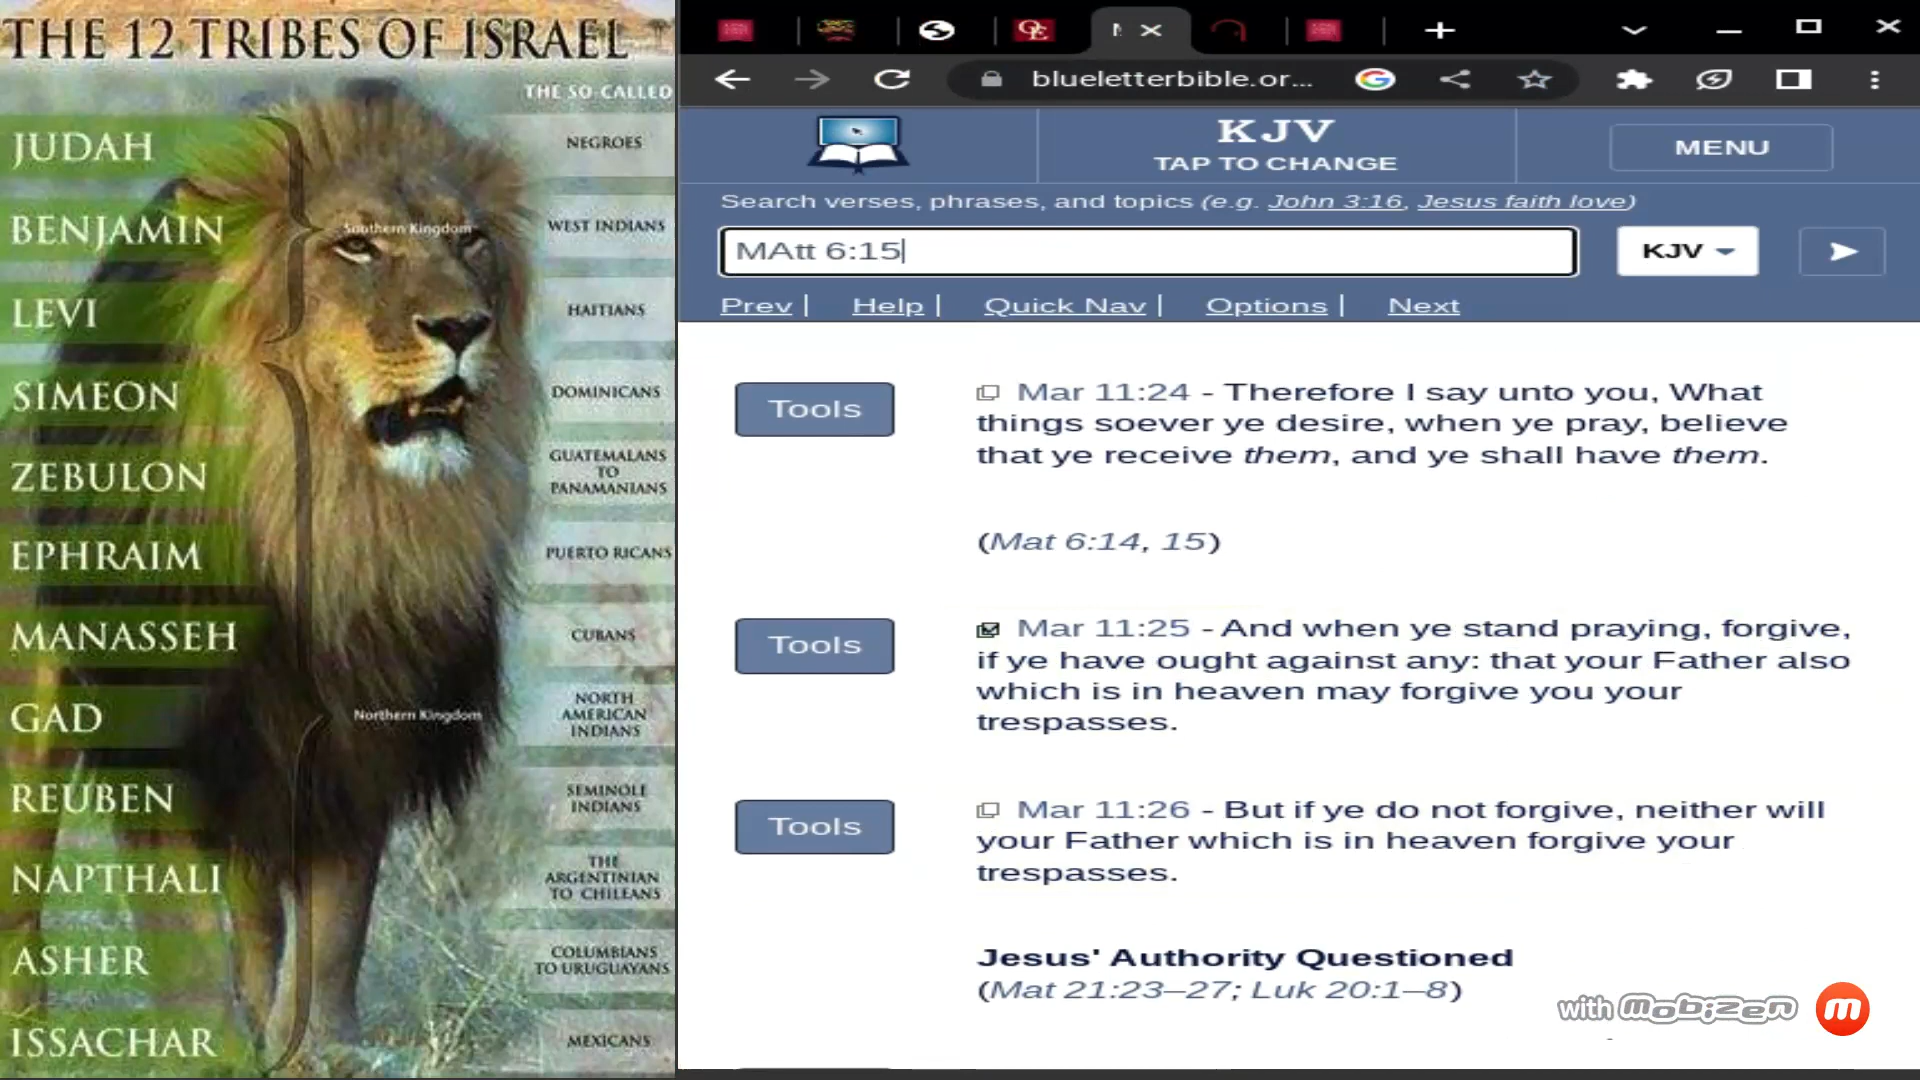 THE 12 TRIBES OF ISRAEL
THE SO-CALLED
JUDAH
NEGROES
BENJAMIN
Southern Kingdom
WEST INDIANS
LEVI
HAITIANS
SIMEON
DOMINICANS
ZEBULON
GUATEMALANS
TO
PANAMANIANS
EPHRAIM
PUERTO RICANS
MANASSEH
CUBANS
GAD
Northern Kingdom
NORTH
AMERICAN
INDIANS
REUBEN
SEMINOLE
INDIANS
NAPTHALI
THE
ARGENTINIAN
TO CHILEANS
ASHER
COLUMBIANS
TO URUGUAYANS
ISSACHAR
MEXICANS
blueletterbible.or...
KJV
TAP TO CHANGE
MENU
Search verses, phrases, and topics (e.g. John 3:16, Jesus faith love)
MAtt 6:15
KJV
Prev | Help | Quick Nav | Options | Next
Tools
Mar 11:24 - Therefore I say unto you, What
things soever ye desire, when ye pray, believe
that ye receive them, and ye shall have them.
(Mat 6:14, 15)
Tools
Mar 11:25 - And when ye stand praying, forgive,
if ye have ought against any: that your Father also
which is in heaven may forgive you your
trespasses.
Tools
Mar 11:26 - But if ye do not forgive, neither will
your Father which is in heaven forgive your
trespasses.
Jesus' Authority Questioned
(Mat 21:23–27; Luk 20:1–8)
with mobizen